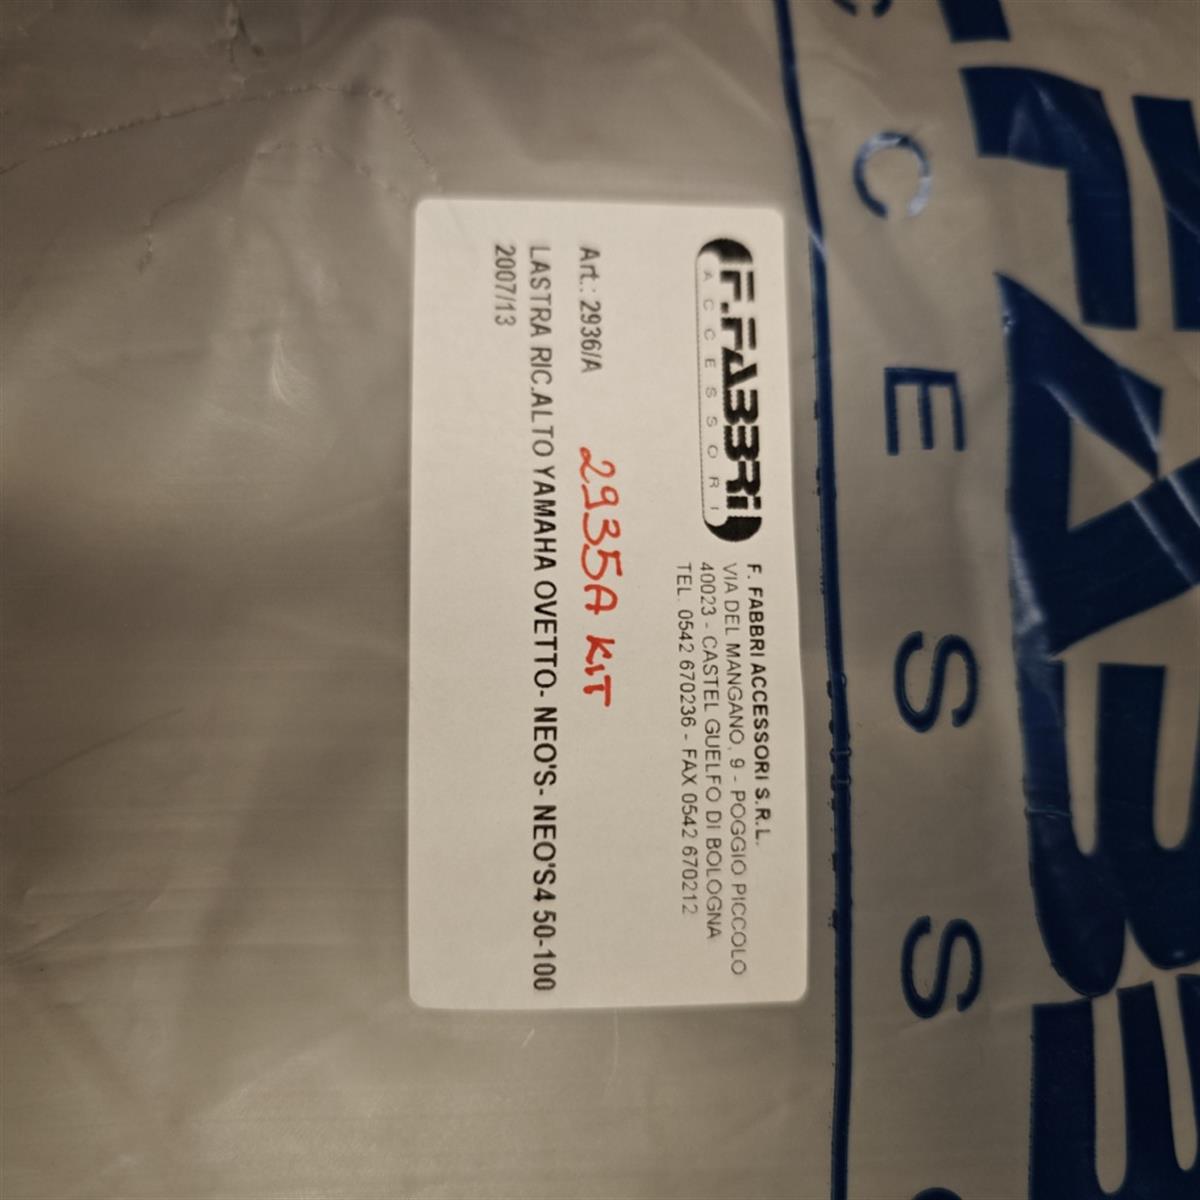 F.FABBRI
ACCESSORI
F. FABBRI ACCESSORI S.R.L.
VIA DEL MANGANO, 9 - POGGIO PICCOLO
40023 - CASTEL GUELFO DI BOLOGNA
TEL. 0542 670236 - FAX 0542 670212
Art.: 2936/A 2935A KIT
LASTRA RIC.ALTO YAMAHA OVETTO- NEO'S- NEO'S4 50-100
2007/13